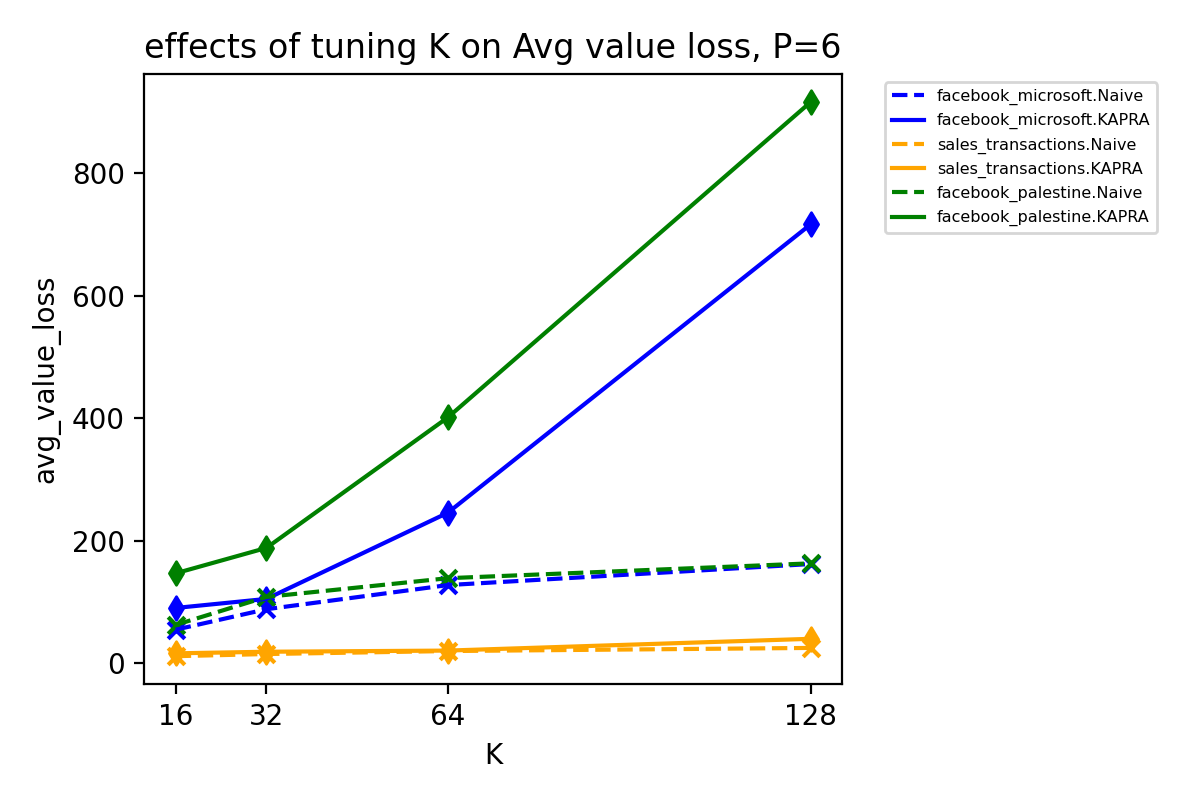 effects of tuning K on Avg value loss, P=6
facebook_microsoft.Naive
facebook_microsoft.KAPRA
sales_transactions.Naive
sales_transactions.KAPRA
facebook_palestine.Naive
facebook_palestine.KAPRA
avg_value_loss
800
600
400
200
0
16 32 64 128
K